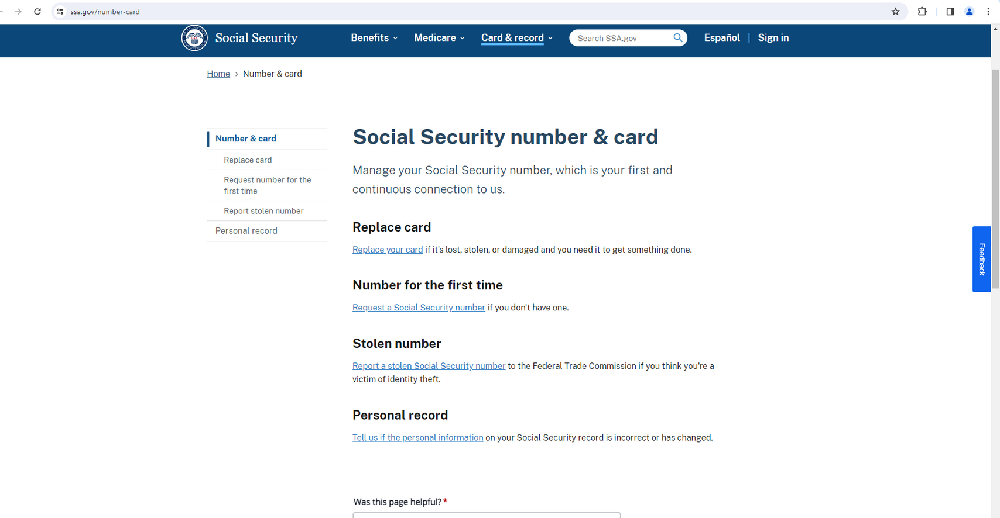 ssa.gov/number-card
Social Security
Benefits
Medicare
Card & record
Search SSA.gov
Español
Sign in
Home > Number & card
Number & card
Replace card
Request number for the
first time
Report stolen number
Personal record
Social Security number & card
Manage your Social Security number, which is your first and
continuous connection to us.
Replace card
Replace your card if it's lost, stolen, or damaged and you need it to get something done.
Number for the first time
Request a Social Security number if you don't have one.
Stolen number
Report a stolen Social Security number to the Federal Trade Commission if you think you're a
victim of identity theft.
Personal record
Tell us if the personal information on your Social Security record is incorrect or has changed.
Feedback
Was this page helpful? *